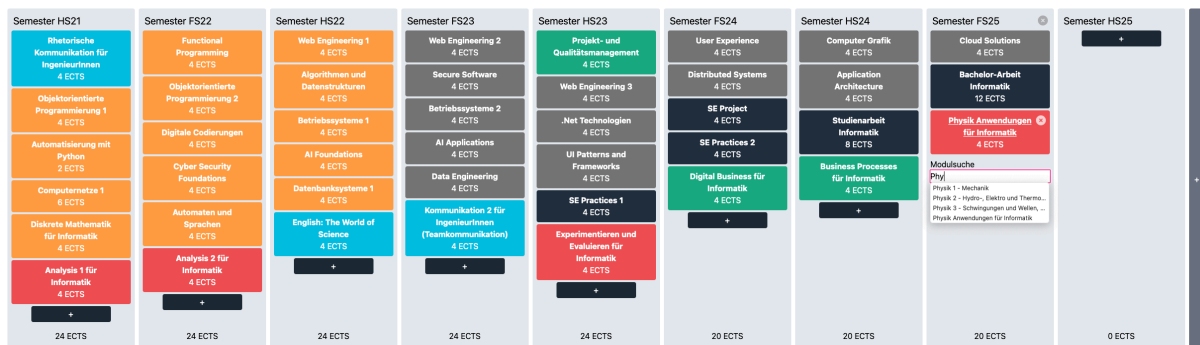 Semester HS21
Rhetorische
Kommunikation für
IngenieurInnen
4 ECTS
Objektorientierte
Programmierung 1
4 ECTS
Automatisierung mit
Python
2 ECTS
Computernetze 1
6 ECTS
Diskrete Mathematik
für Informatik
4 ECTS
Analysis 1 für
Informatik
4 ECTS
+
24 ECTS
Semester FS22
Functional
Programming
4 ECTS
Objektorientierte
Programmierung 2
4 ECTS
Digitale Codierungen
4 ECTS
Cyber Security
Foundations
4 ECTS
Automaten und
Sprachen
4 ECTS
Analysis 2 für
Informatik
4 ECTS
+
24 ECTS
Semester HS22
Web Engineering 1
4 ECTS
Algorithmen und
Datenstrukturen
4 ECTS
Betriebssysteme 1
4 ECTS
AI Foundations
4 ECTS
Datenbanksysteme 1
4 ECTS
English: The World of
Science
4 ECTS
+
24 ECTS
Semester FS23
Web Engineering 2
4 ECTS
Secure Software
4 ECTS
Betriebssysteme 2
4 ECTS
AI Applications
4 ECTS
Data Engineering
4 ECTS
Kommunikation 2 für
IngenieurInnen
(Teamkommunikation)
4 ECTS
+
24 ECTS
Semester HS23
Projekt- und
Qualitätsmanagement
4 ECTS
Web Engineering 3
4 ECTS
.Net Technologien
4 ECTS
UI Patterns and
Frameworks
4 ECTS
SE Practices 1
4 ECTS
Experimentieren und
Evaluieren für
Informatik
4 ECTS
+
24 ECTS
Semester FS24
User Experience
4 ECTS
Distributed Systems
4 ECTS
SE Project
4 ECTS
SE Practices 2
4 ECTS
Digital Business für
Informatik
4 ECTS
+
20 ECTS
Semester HS24
Computer Grafik
4 ECTS
Application
Architecture
4 ECTS
Studienarbeit
Informatik
8 ECTS
Business Processes
für Informatik
4 ECTS
+
20 ECTS
Semester FS25
Cloud Solutions
4 ECTS
Bachelor-Arbeit
Informatik
12 ECTS
Physik Anwendungen
für Informatik
4 ECTS
Modulsuche
Phy
Physik 1 - Mechanik
Physik 2 - Hydro-, Elektro und Thermo...
Physik 3 - Schwingungen und Wellen, ...
Physik Anwendungen für Informatik
20 ECTS
Semester HS25
+
0 ECTS
+